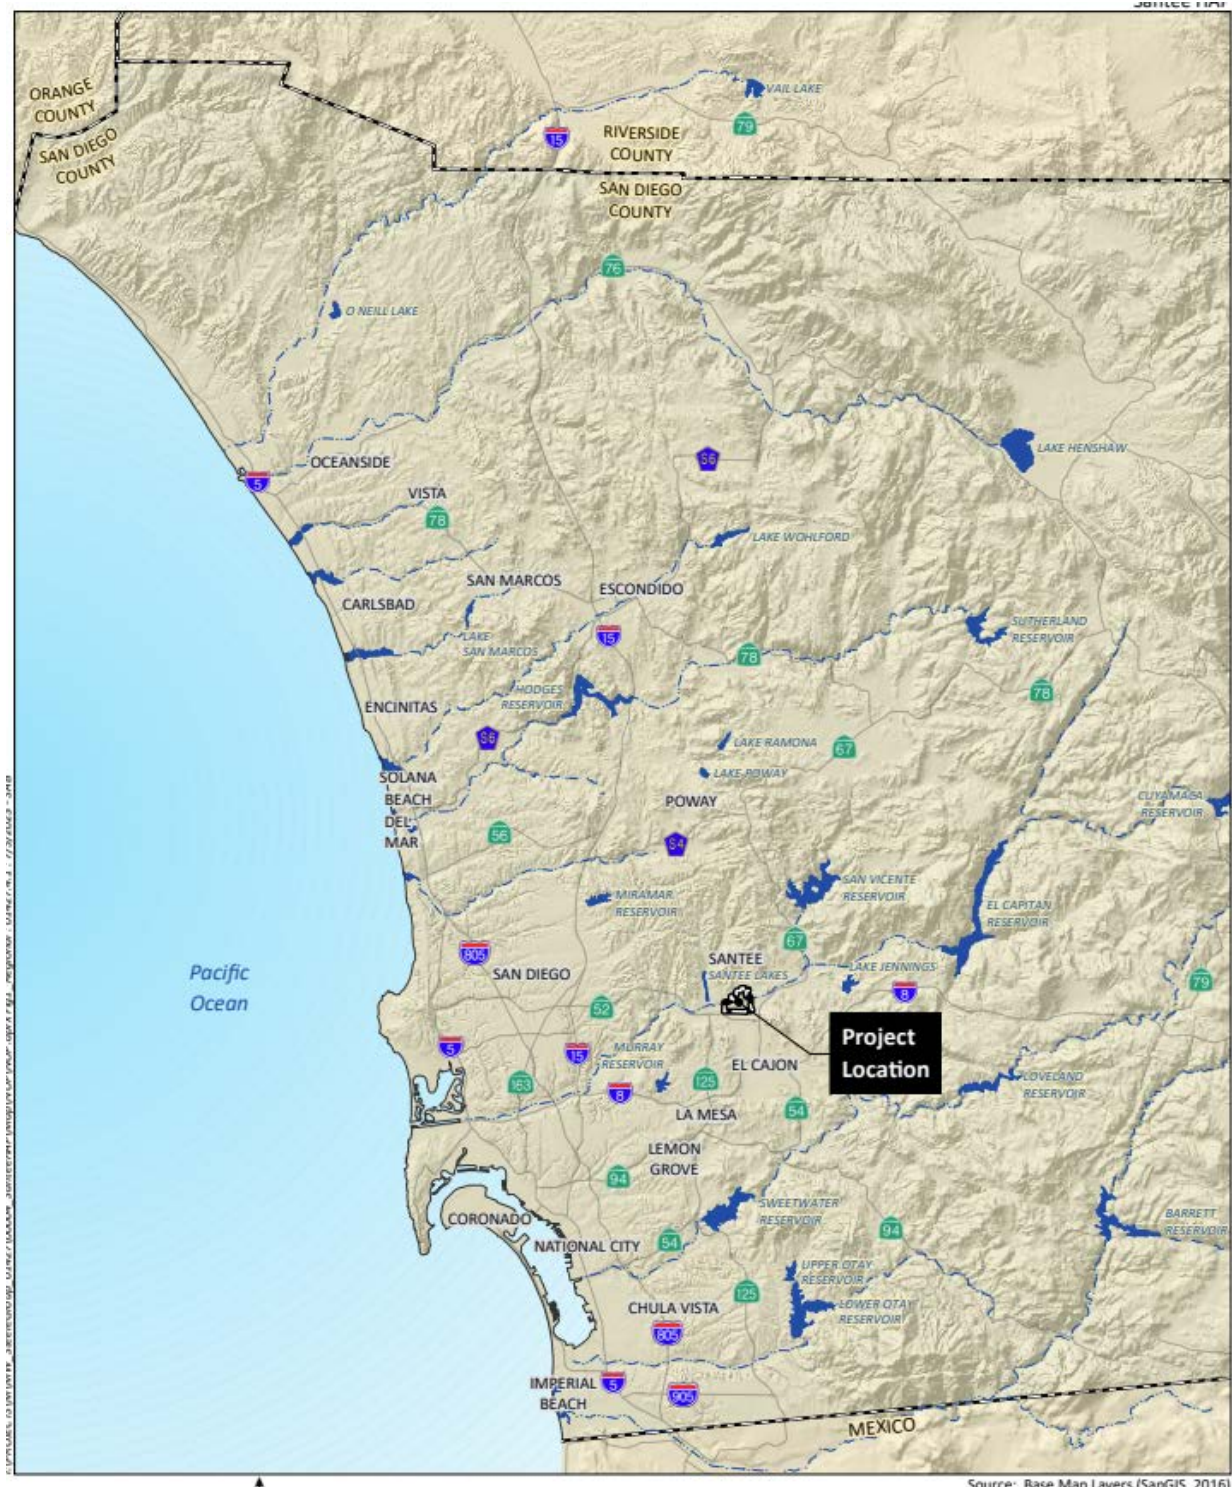 Santee HAP
ORANGE
COUNTY
SAN DIEGO
COUNTY
VAIL LAKE
79
15
RIVERSIDE
COUNTY
SAN DIEGO
COUNTY
76
O NEILL LAKE
LAKE HENSHAW
OCEANSIDE
S6
5
VISTA
78
LAKE WOHLFORD
SAN MARCOS
ESCONDIDO
CARLSBAD
SUTHERLAND
RESERVOIR
15
LAKE
SAN MARCOS
78
HODGES
RESERVOIR
78
ENCINITAS
S6
LAKE RAMONA
67
LAKE POWAY
SOLANA
BEACH
DEL
MAR
POWAY
CUYAMACA
RESERVOIR
56
S4
SAN VICENTE
RESERVOIR
MIRAMAR
RESERVOIR
EL CAPITAN
RESERVOIR
67
805
SANTEE
SANTEE LAKES
LAKE JENNINGS
SAN DIEGO
Pacific
Ocean
8
79
52
Project
Location
5
15
MURRAY
RESERVOIR
EL CAJON
163
8
125
LOVELAND
RESERVOIR
LA MESA
54
LEMON
GROVE
94
SWEETWATER
RESERVOIR
CORONADO
BARRETT
RESERVOIR
94
NATIONAL CITY
54
UPPER OTAY
RESERVOIR
125
CHULA VISTA
LOWER OTAY
RESERVOIR
805
IMPERIAL
BEACH
5
905
MEXICO
Source: Base Map Layers (SanGIS, 2016)